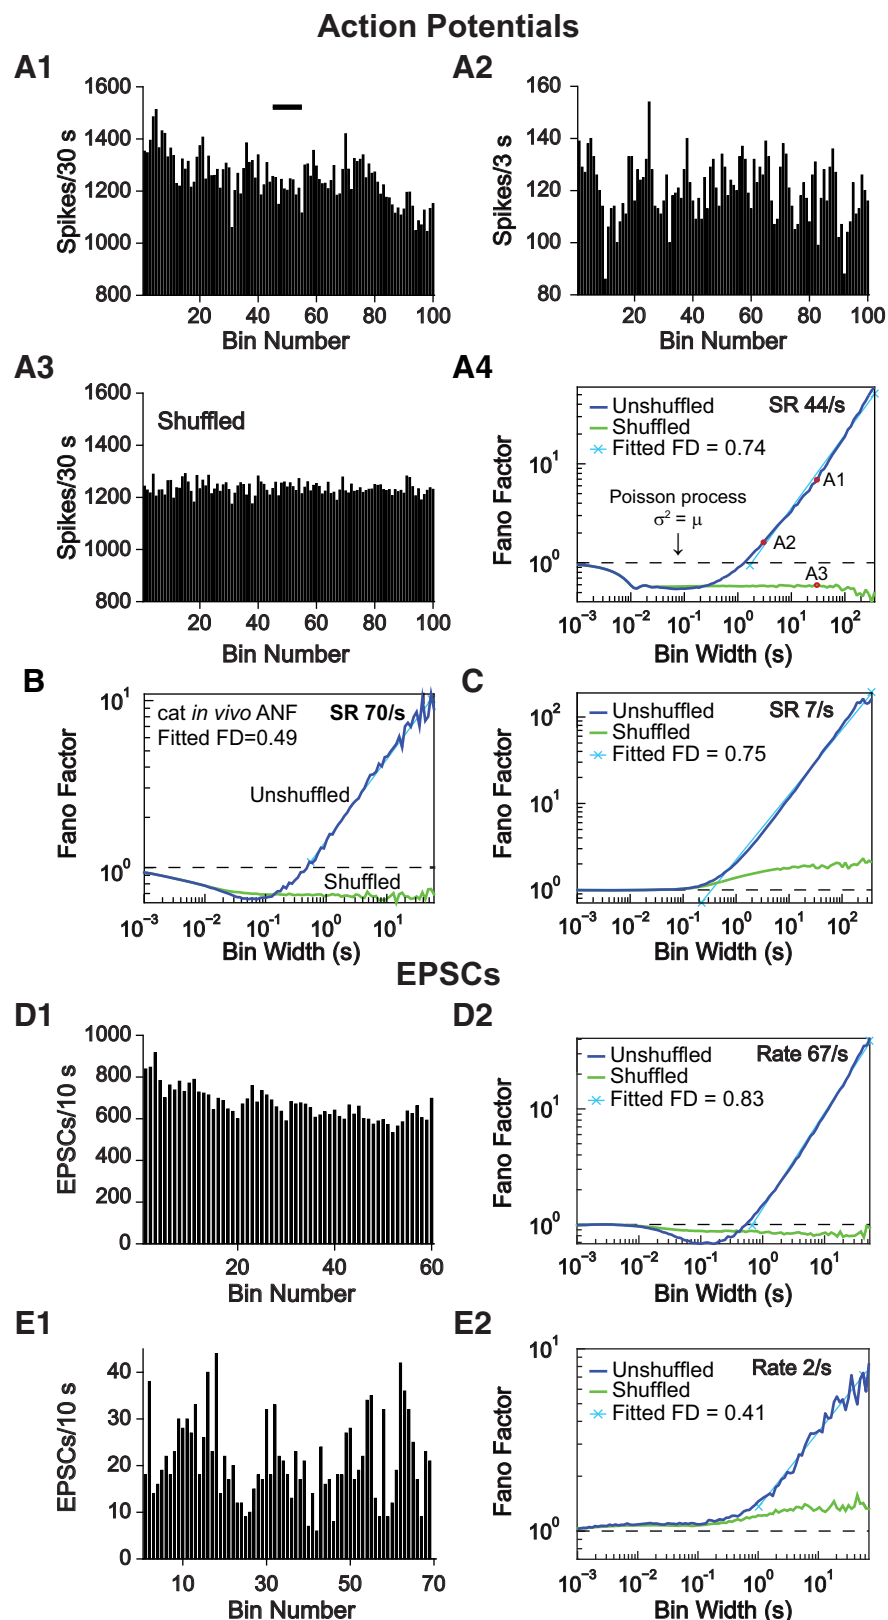 Action Potentials
A1
Spikes/30 s
1600
1400
1200
1000
800
20 40 60 80 100
Bin Number
A2
Spikes/3 s
160
140
120
100
80
20 40 60 80 100
Bin Number
A3
Shuffled
Spikes/30 s
1600
1400
1200
1000
800
20 40 60 80 100
Bin Number
A4
Unshuffled
SR 44/s
Shuffled
Fitted FD = 0.74
Fano Factor
10¹
10⁰
Poisson process
σ² = μ
A1
A2
A3
10⁻³ 10⁻² 10⁻¹ 10⁰ 10¹ 10²
Bin Width (s)
B
cat in vivo ANF
SR 70/s
Fitted FD=0.49
Unshuffled
Shuffled
Fano Factor
10¹
10⁰
10⁻³ 10⁻² 10⁻¹ 10⁰ 10¹
Bin Width (s)
C
Unshuffled
SR 7/s
Shuffled
Fitted FD = 0.75
Fano Factor
10²
10¹
10⁰
10⁻³ 10⁻² 10⁻¹ 10⁰ 10¹ 10²
Bin Width (s)
EPSCs
D1
EPSCs/10 s
1000
800
600
400
200
0
20 40 60
Bin Number
D2
Unshuffled
Rate 67/s
Shuffled
Fitted FD = 0.83
Fano Factor
10¹
10⁰
10⁻³ 10⁻² 10⁻¹ 10⁰ 10¹
Bin Width (s)
E1
EPSCs/10 s
40
30
20
10
0
10 30 50 70
Bin Number
E2
Unshuffled
Rate 2/s
Shuffled
Fitted FD = 0.41
Fano Factor
10¹
10⁰
10⁻³ 10⁻² 10⁻¹ 10⁰ 10¹
Bin Width (s)